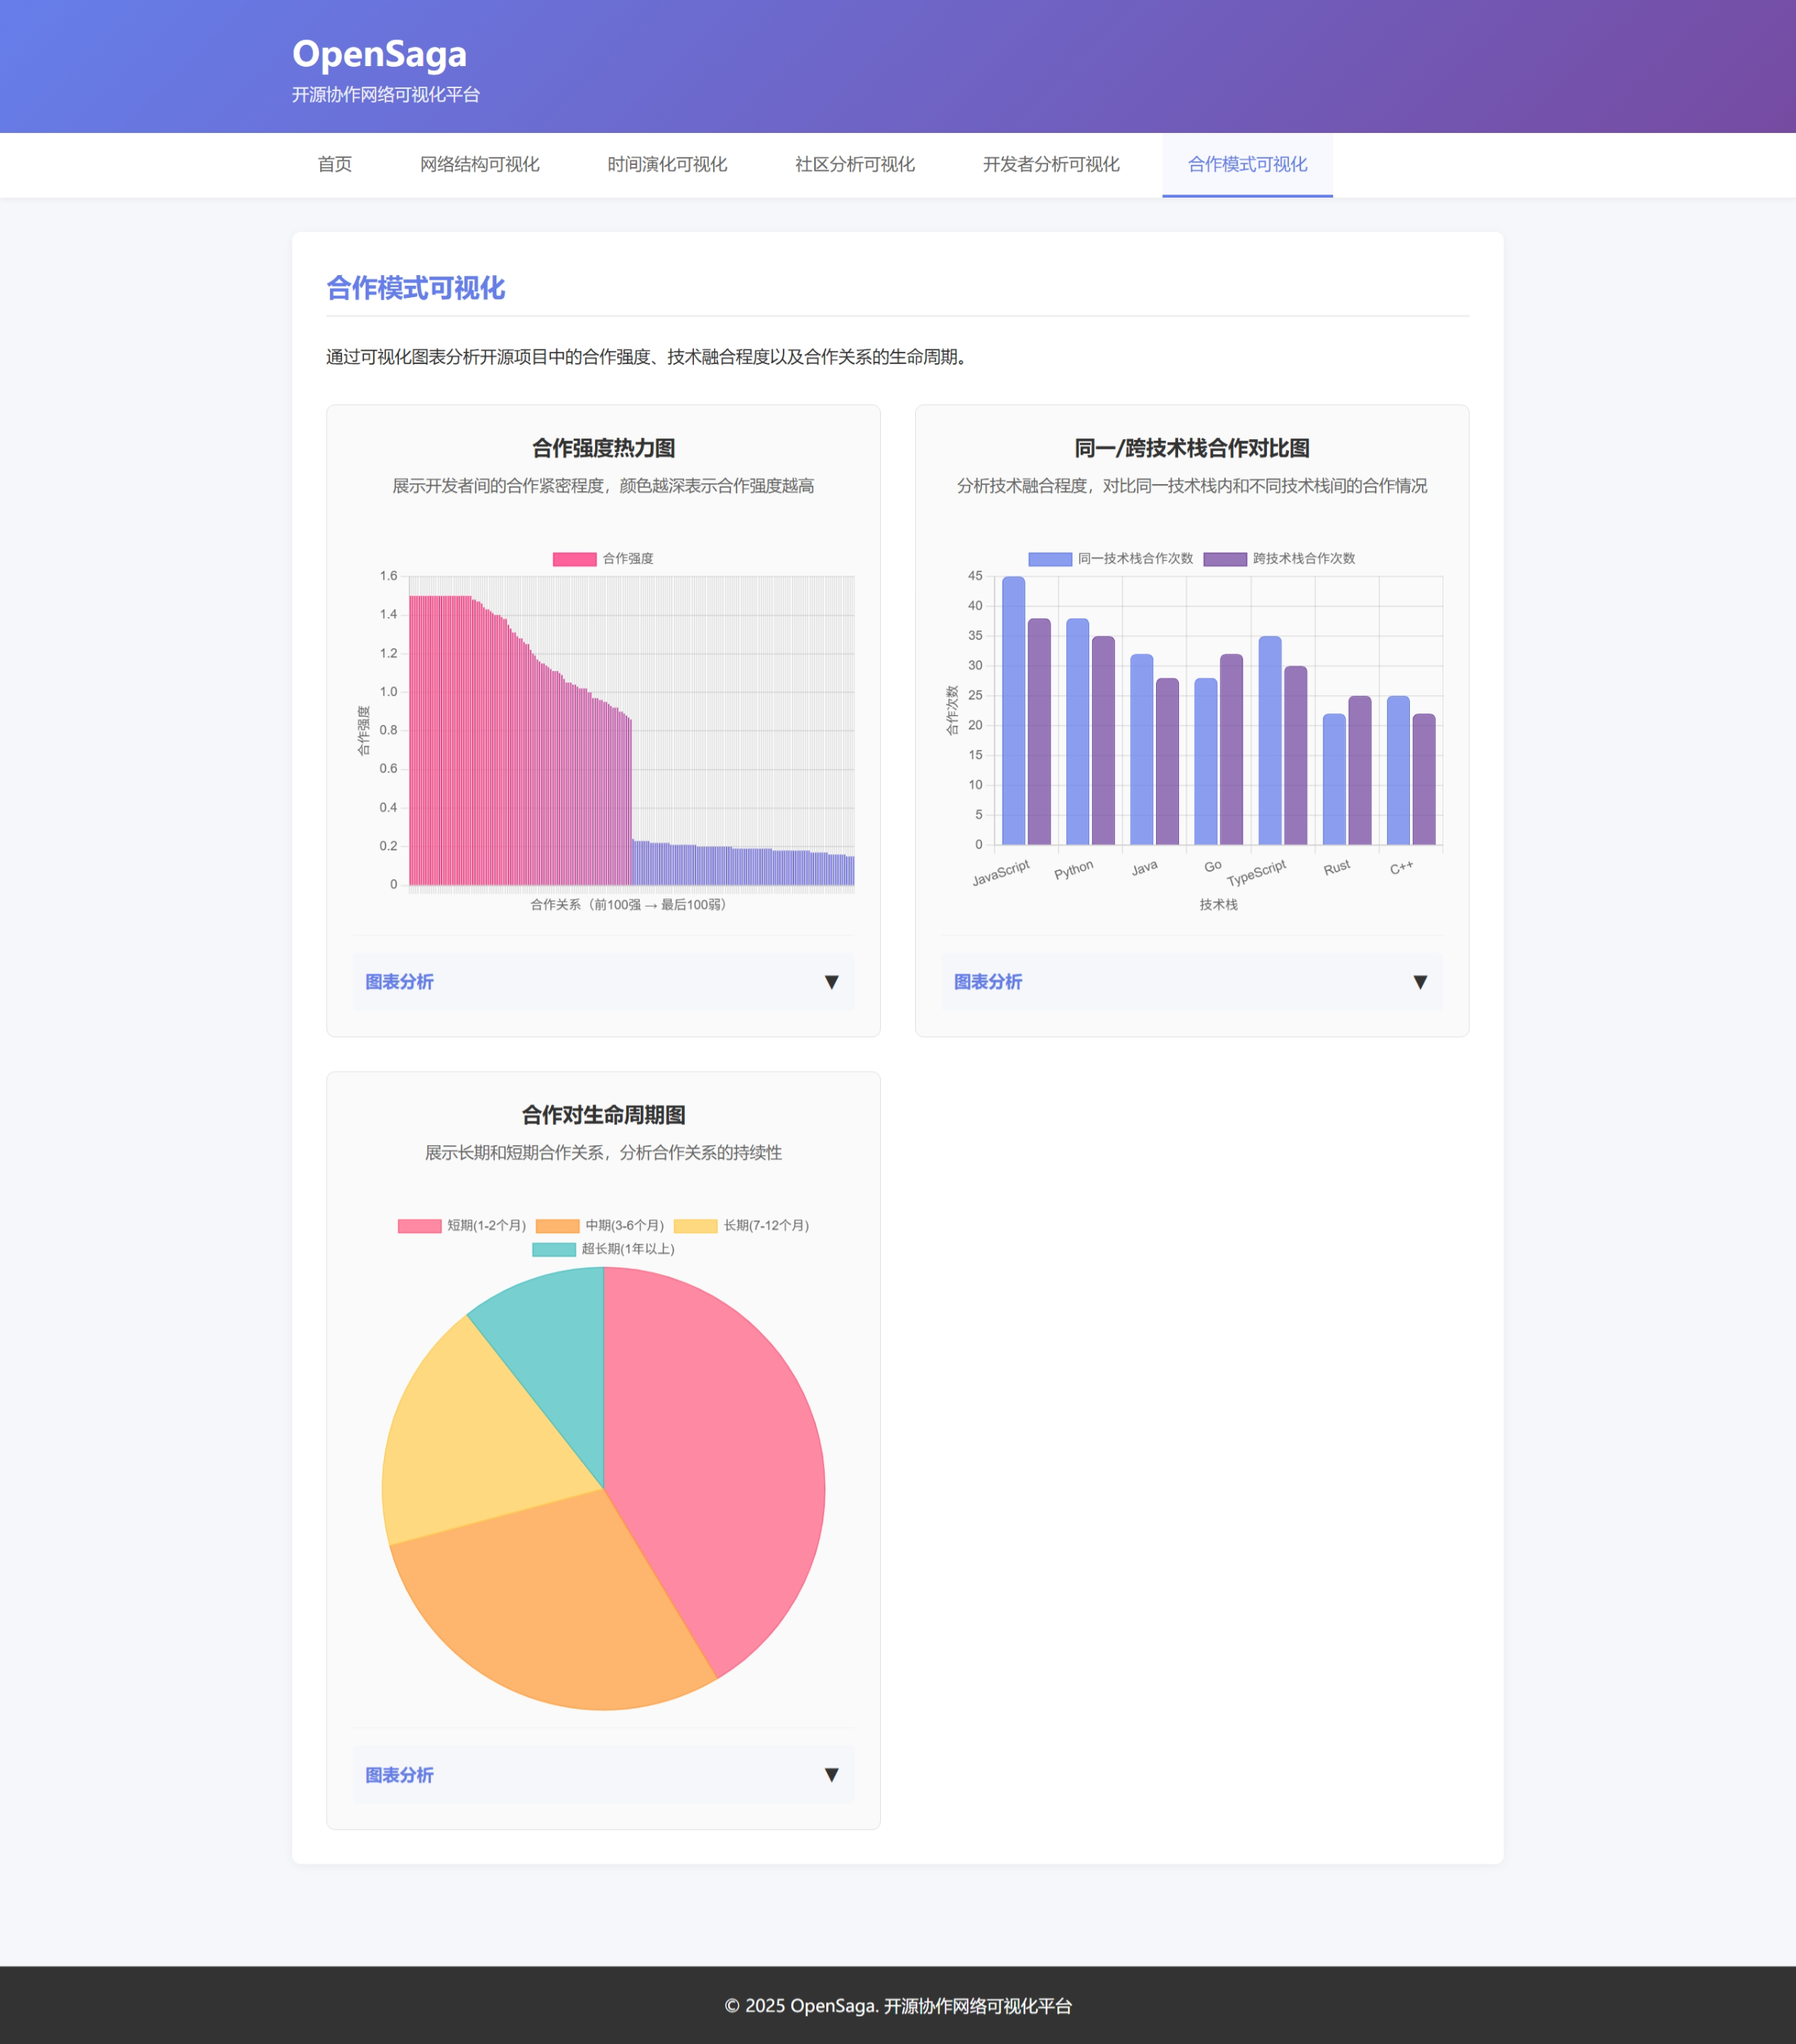 OpenSaga
开源协作网络可视化平台
首页 网络结构可视化 时间演化可视化 社区分析可视化 开发者分析可视化 合作模式可视化
合作模式可视化
通过可视化图表分析开源项目中的合作强度、技术融合程度以及合作关系的生命周期。
合作强度热力图
展示开发者间的合作紧密程度，颜色越深表示合作强度越高
合作强度
1.6
1.4
1.2
1.0
0.8
0.6
0.4
0.2
0
合作强度
合作关系（前100强 → 最后100弱）
图表分析 ▼
同一/跨技术栈合作对比图
分析技术融合程度，对比同一技术栈内和不同技术栈间的合作情况
同一技术栈合作次数 跨技术栈合作次数
45
40
35
30
25
20
15
10
5
0
合作次数
JavaScript Python Java Go TypeScript Rust C++
技术栈
图表分析 ▼
合作对生命周期图
展示长期和短期合作关系，分析合作关系的持续性
短期(1-2个月) 中期(3-6个月) 长期(7-12个月)
超长期(1年以上)
图表分析 ▼
© 2025 OpenSaga. 开源协作网络可视化平台